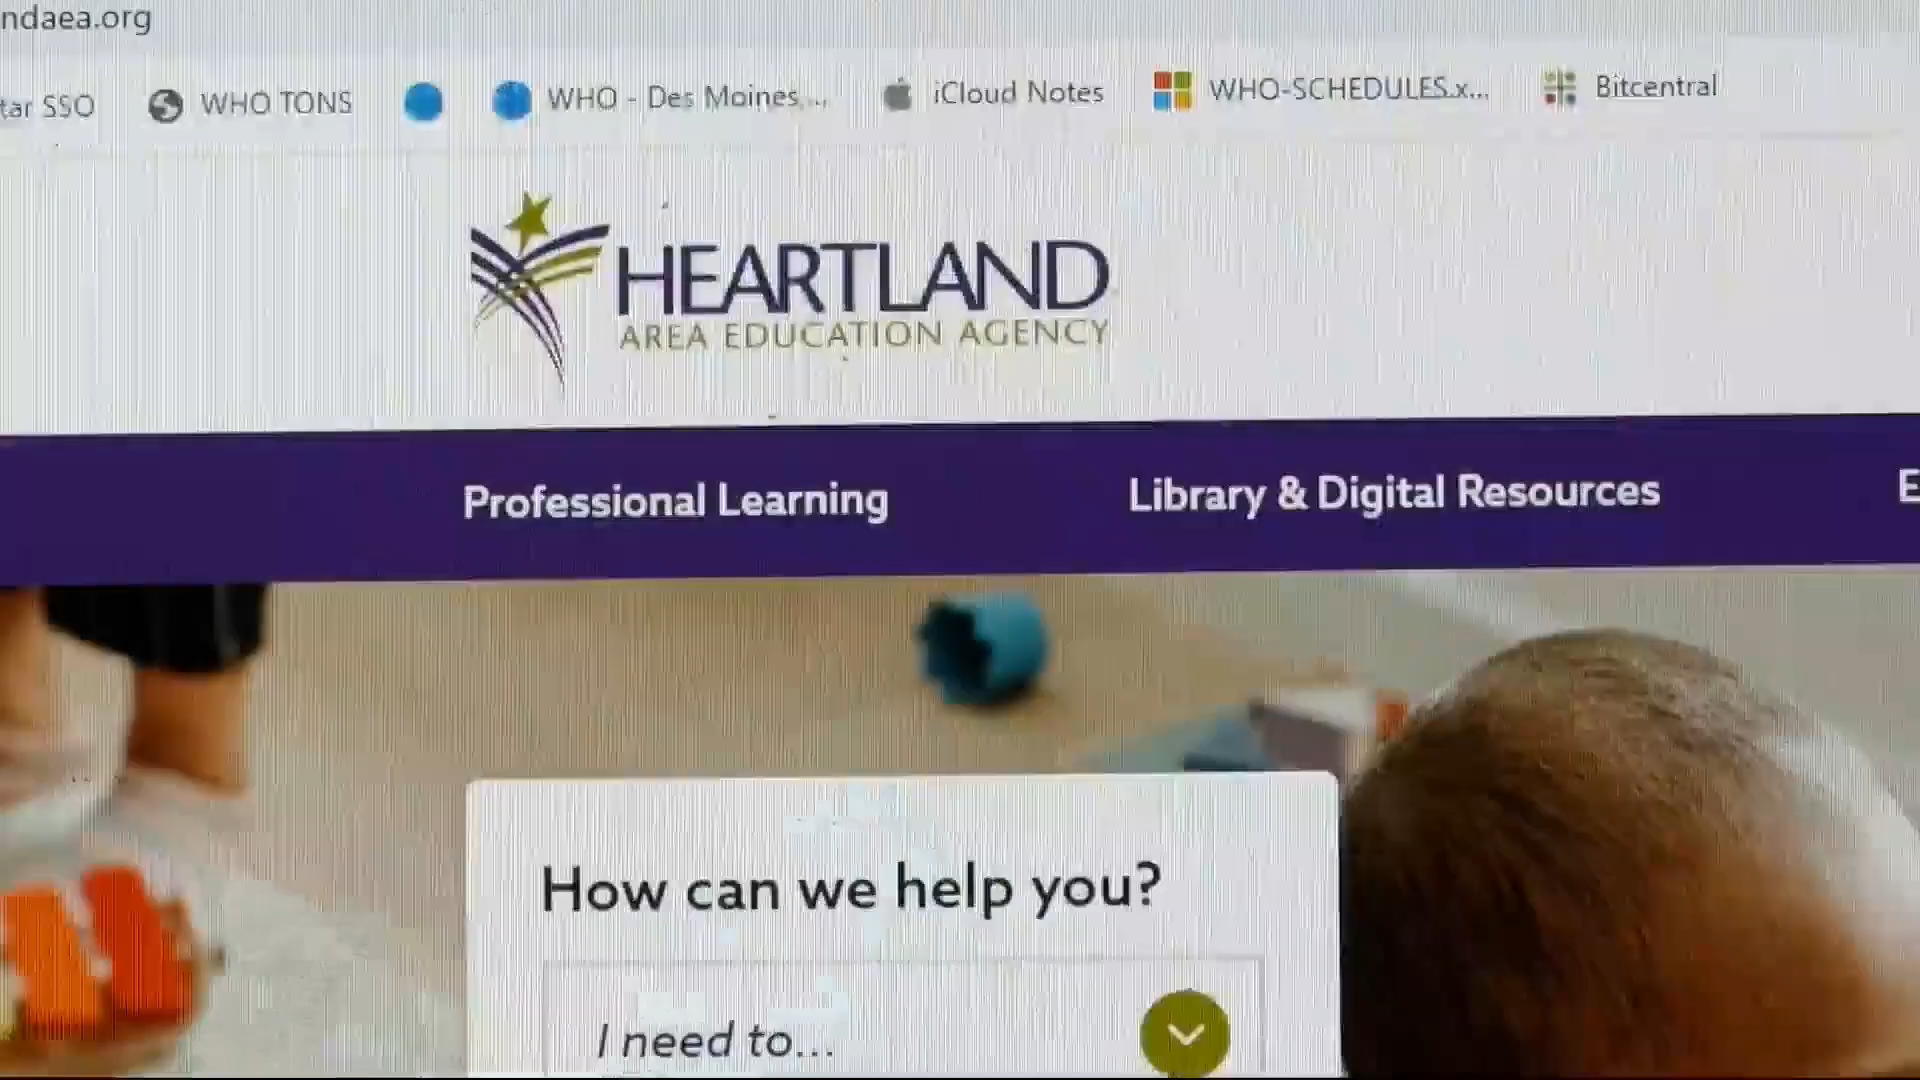 ndaea.org
tar SSO WHO TONS WHO - Des Moines,... iCloud Notes WHO-SCHEDULES.x... Bitcentral
HEARTLAND
AREA EDUCATION AGENCY
Professional Learning Library & Digital Resources E
How can we help you?
I need to...